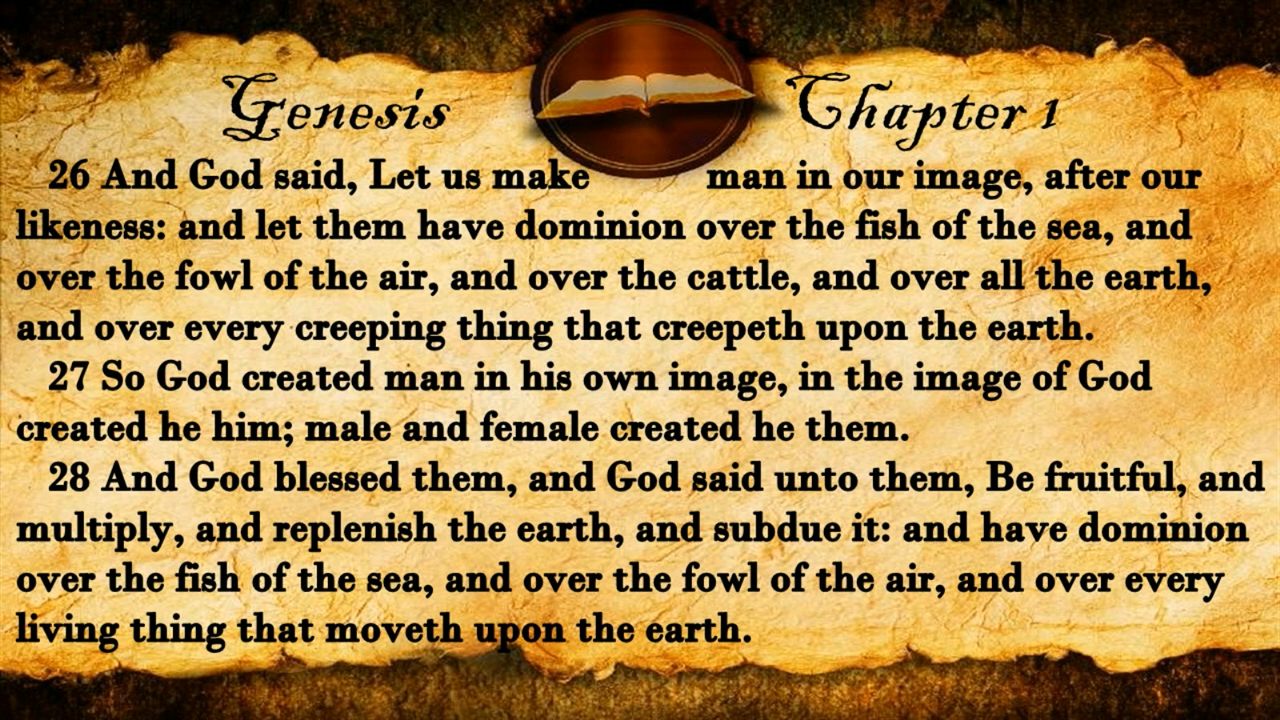 Genesis Chapter 1
26 And God said, Let us make man in our image, after our
likeness: and let them have dominion over the fish of the sea, and
over the fowl of the air, and over the cattle, and over all the earth,
and over every creeping thing that creepeth upon the earth.
27 So God created man in his own image, in the image of God
created he him; male and female created he them.
28 And God blessed them, and God said unto them, Be fruitful, and
multiply, and replenish the earth, and subdue it: and have dominion
over the fish of the sea, and over the fowl of the air, and over every
living thing that moveth upon the earth.